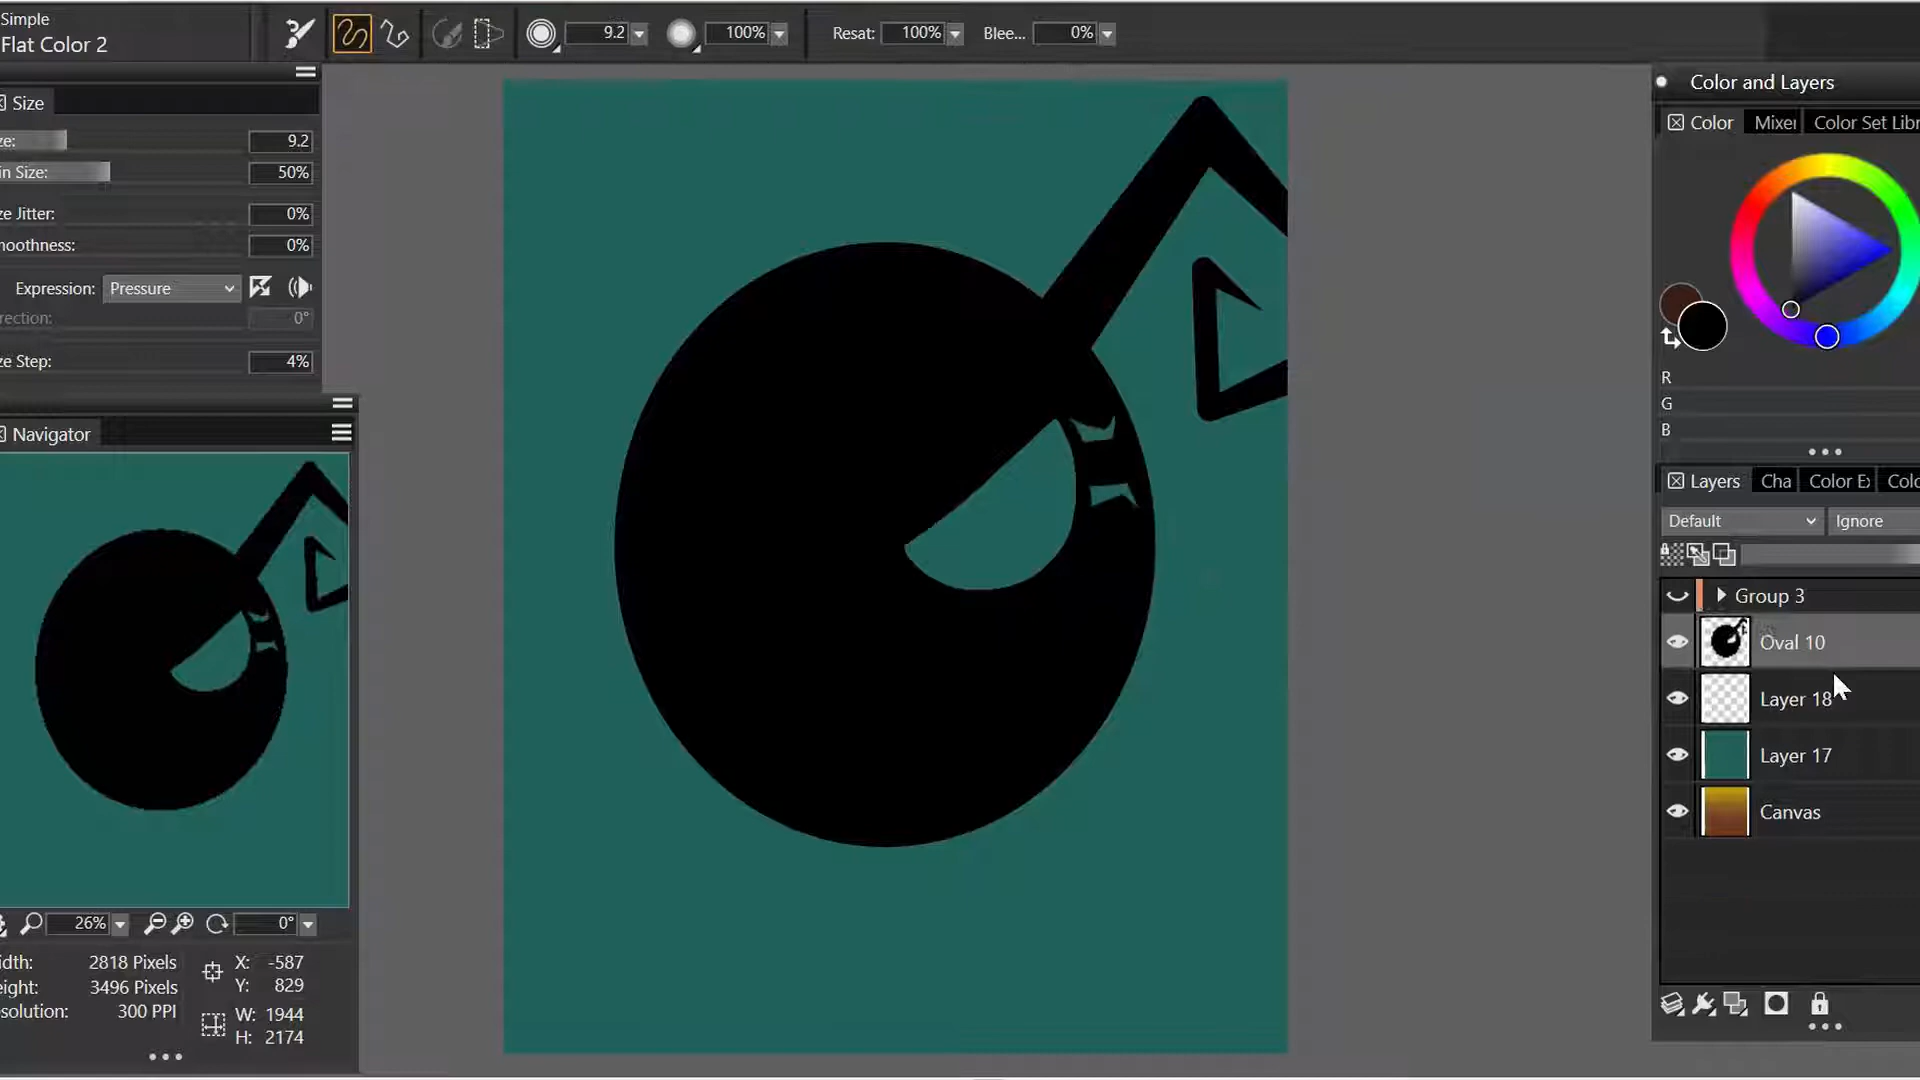 Simple
Flat Color 2
9.2
100%
Resat: 100%
Blee... 0%
Size
ze: 9.2
in Size: 50%
ze Jitter: 0%
moothness: 0%
Expression: Pressure
rection: 0°
ze Step: 4%
Navigator
26%
0°
idth: 2818 Pixels
eight: 3496 Pixels
esolution: 300 PPI
X: -587
Y: 829
W: 1944
H: 2174
Color and Layers
Color
Mixer
Color Set Libr
R
G
B
Layers
Cha
Color E
Colo
Default
Ignore
Group 3
Oval 10
Layer 18
Layer 17
Canvas